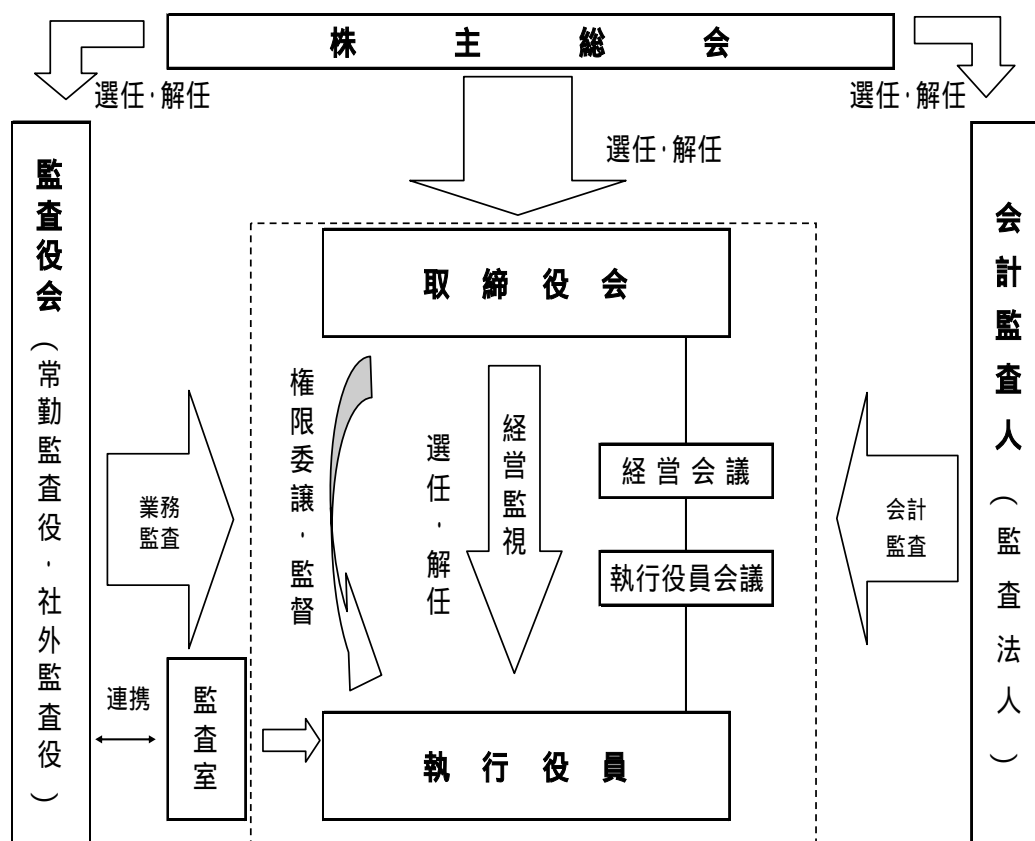 株主総会
選任・解任
選任・解任
選任・解任
監査役会（常勤監査役・社外監査役）
会計監査人（監査法人）
取締役会
権限委譲・監督
選任・解任
経営監視
経営会議
執行役員会議
業務
監査
会計
監査
連携
監査室
執行役員